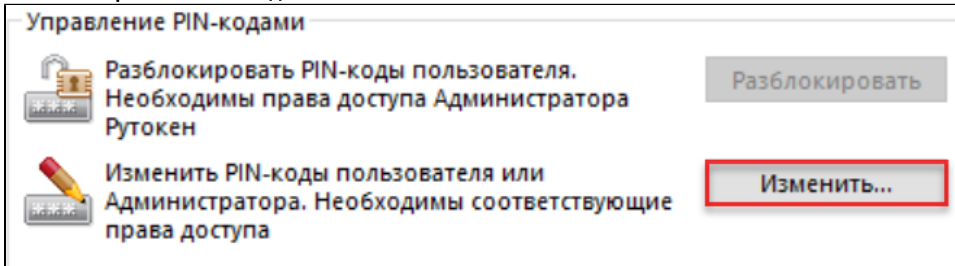 Управление PIN-кодами
Разблокировать PIN-коды пользователя.
Необходимы права доступа Администратора
Рутокен
Разблокировать
Изменить PIN-коды пользователя или
Администратора. Необходимы соответствующие
права доступа
Изменить...